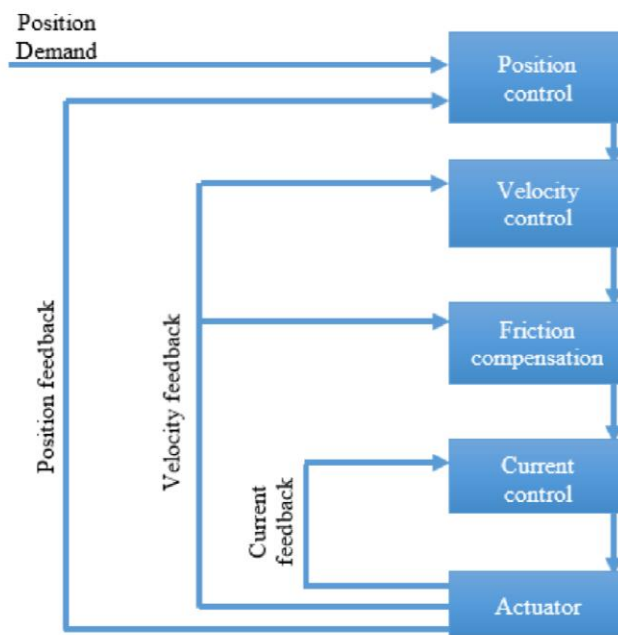 Position
Demand
Position
control
Velocity
control
Friction
compensation
Current
control
Actuator
Position feedback
Velocity feedback
Current
feedback